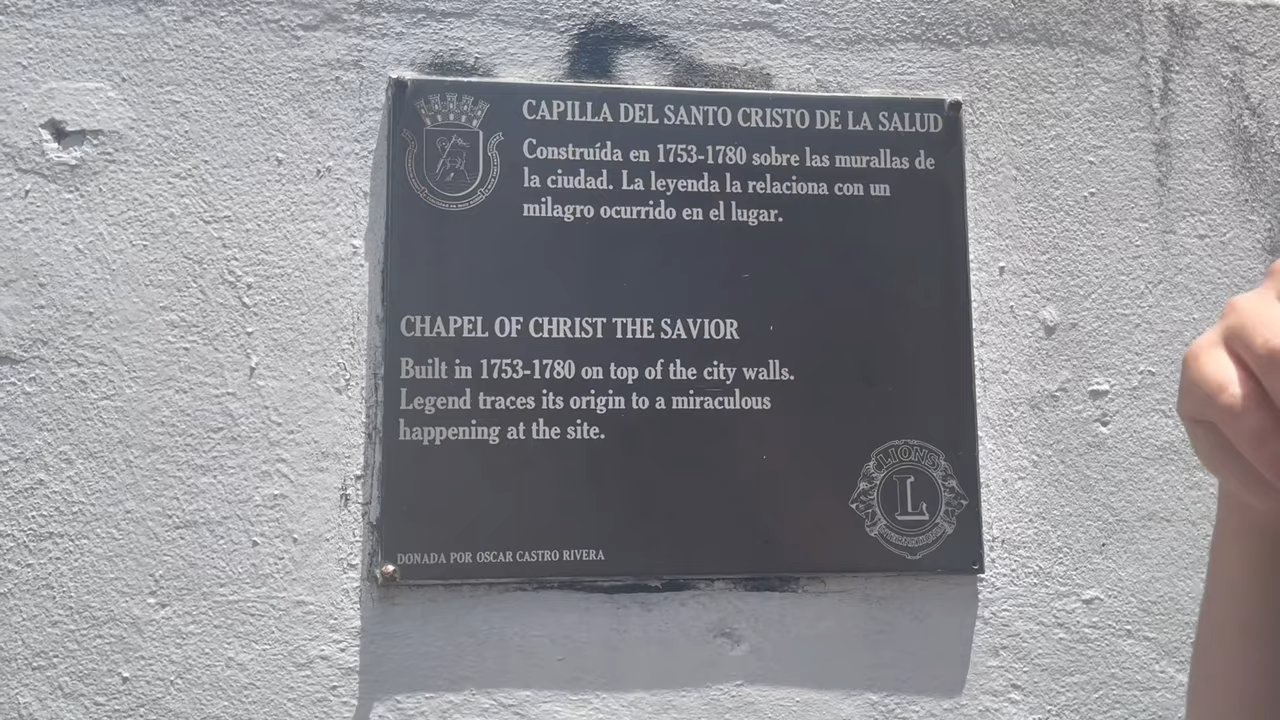 CAPILLA DEL SANTO CRISTO DE LA SALUD
Construída en 1753-1780 sobre las murallas de
la ciudad. La leyenda la relaciona con un
milagro ocurrido en el lugar.
CHAPEL OF CHRIST THE SAVIOR
Built in 1753-1780 on top of the city walls.
Legend traces its origin to a miraculous
happening at the site.
LIONS
L
INTERNATIONAL
DONADA POR OSCAR CASTRO RIVERA